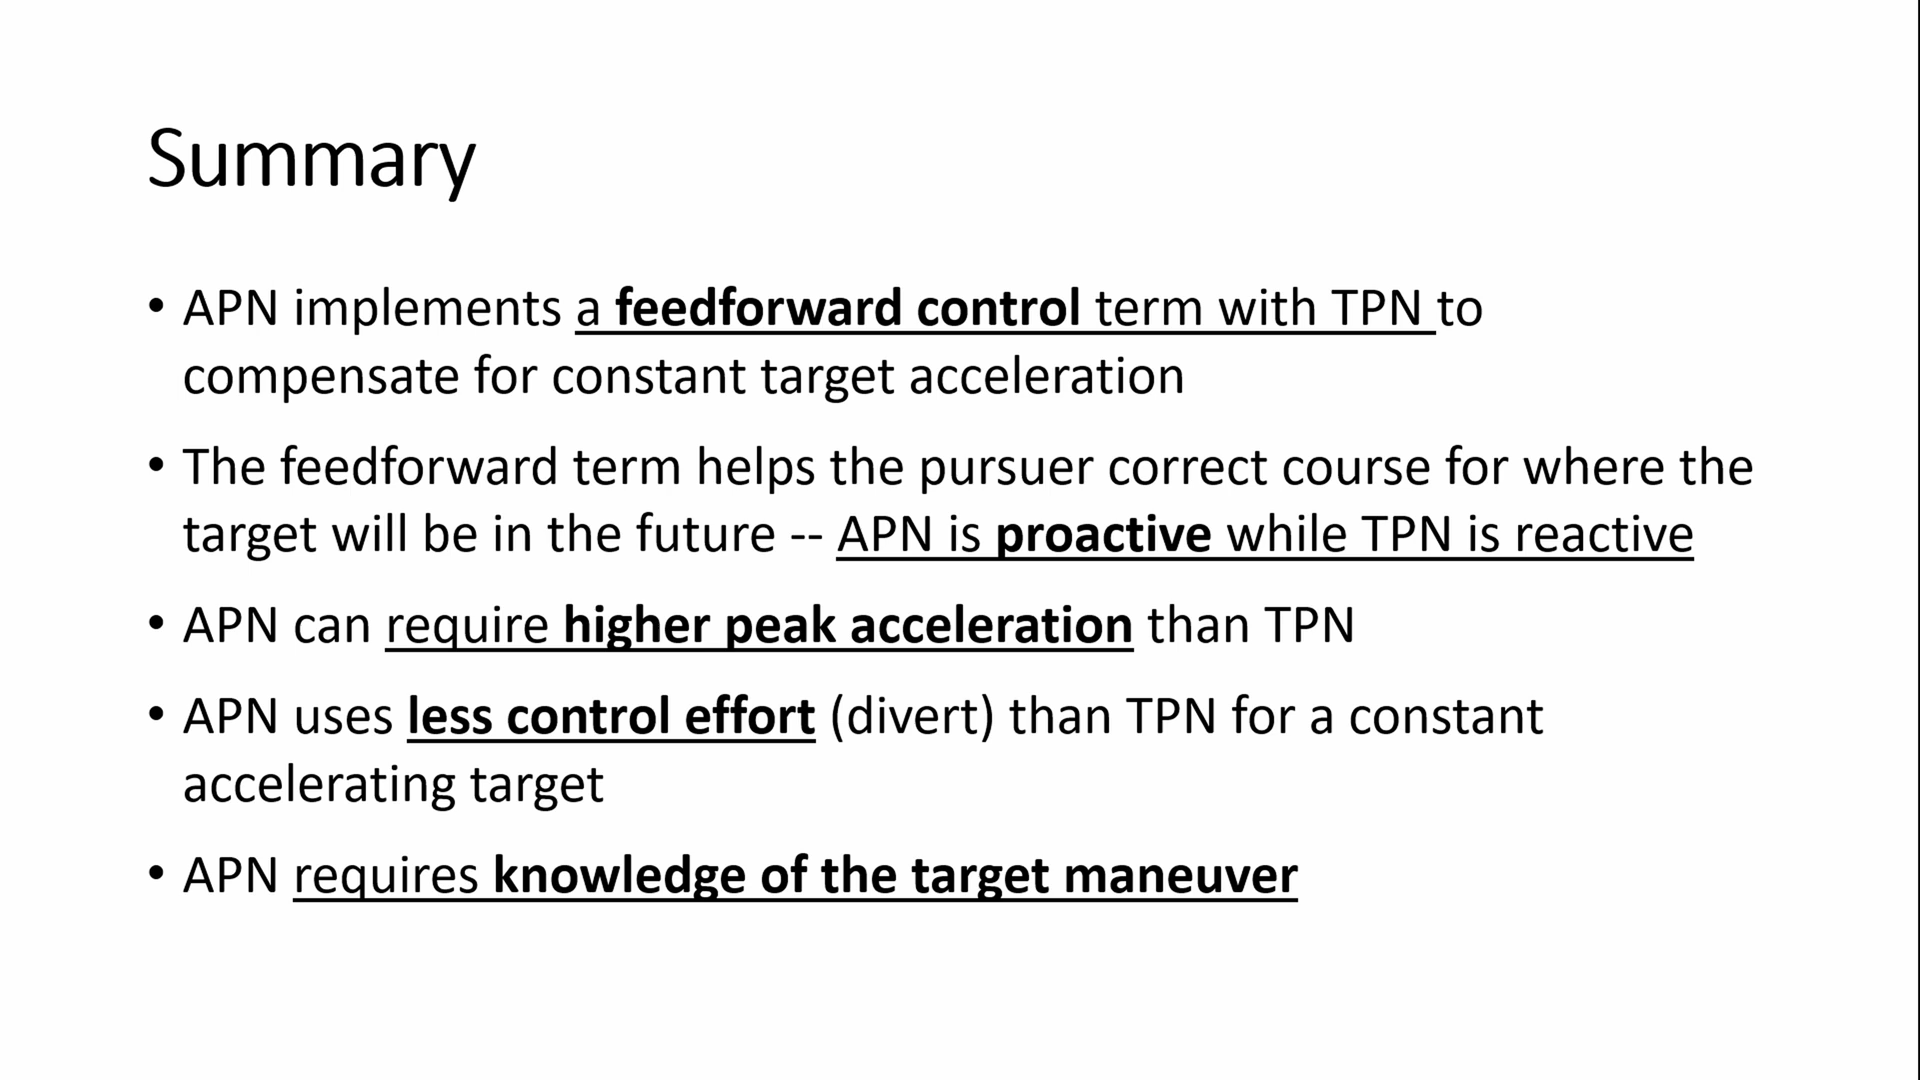 Summary
• APN implements a feedforward control term with TPN to
compensate for constant target acceleration
• The feedforward term helps the pursuer correct course for where the
target will be in the future -- APN is proactive while TPN is reactive
• APN can require higher peak acceleration than TPN
• APN uses less control effort (divert) than TPN for a constant
accelerating target
• APN requires knowledge of the target maneuver